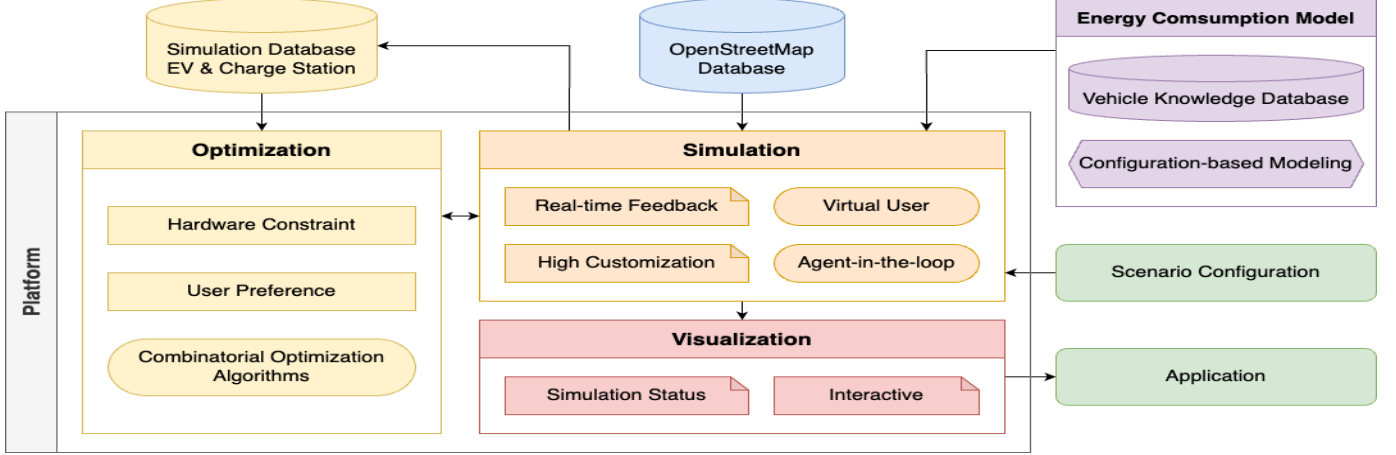 Simulation Database
EV & Charge Station
OpenStreetMap
Database
Energy Comsumption Model
Vehicle Knowledge Database
Configuration-based Modeling
Platform
Optimization
Hardware Constraint
User Preference
Combinatorial Optimization
Algorithms
Simulation
Real-time Feedback
Virtual User
High Customization
Agent-in-the-loop
Visualization
Simulation Status
Interactive
Scenario Configuration
Application